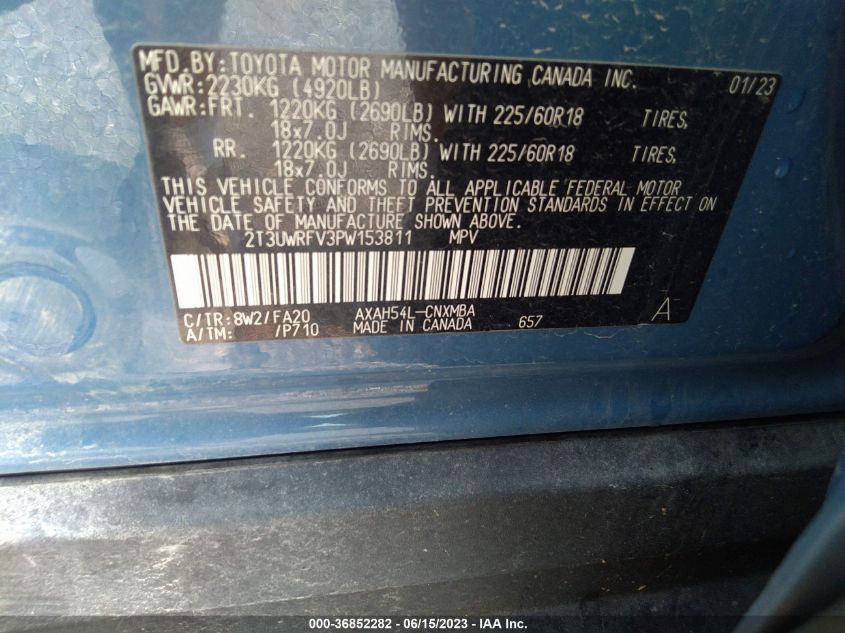 MFD. BY: TOYOTA MOTOR MANUFACTURING CANADA INC. 01/23
GVWR: 2230KG (4920LB)
GAWR: FRT. 1220KG (2690LB) WITH 225/60R18 TIRES,
18x7.0J RIMS.
RR. 1220KG (2690LB) WITH 225/60R18 TIRES,
18x7.0J RIMS.
THIS VEHICLE CONFORMS TO ALL APPLICABLE FEDERAL MOTOR
VEHICLE SAFETY AND THEFT PREVENTION STANDARDS IN EFFECT ON
THE DATE OF MANUFACTURE SHOWN ABOVE.
2T3UWRFV3PW153811 MPV
C/TR: 8W2/FA20 AXAH54L-CNXMBA A
A/TM: /P710 MADE IN CANADA 657
000-36852282 - 06/15/2023 - IAA Inc.